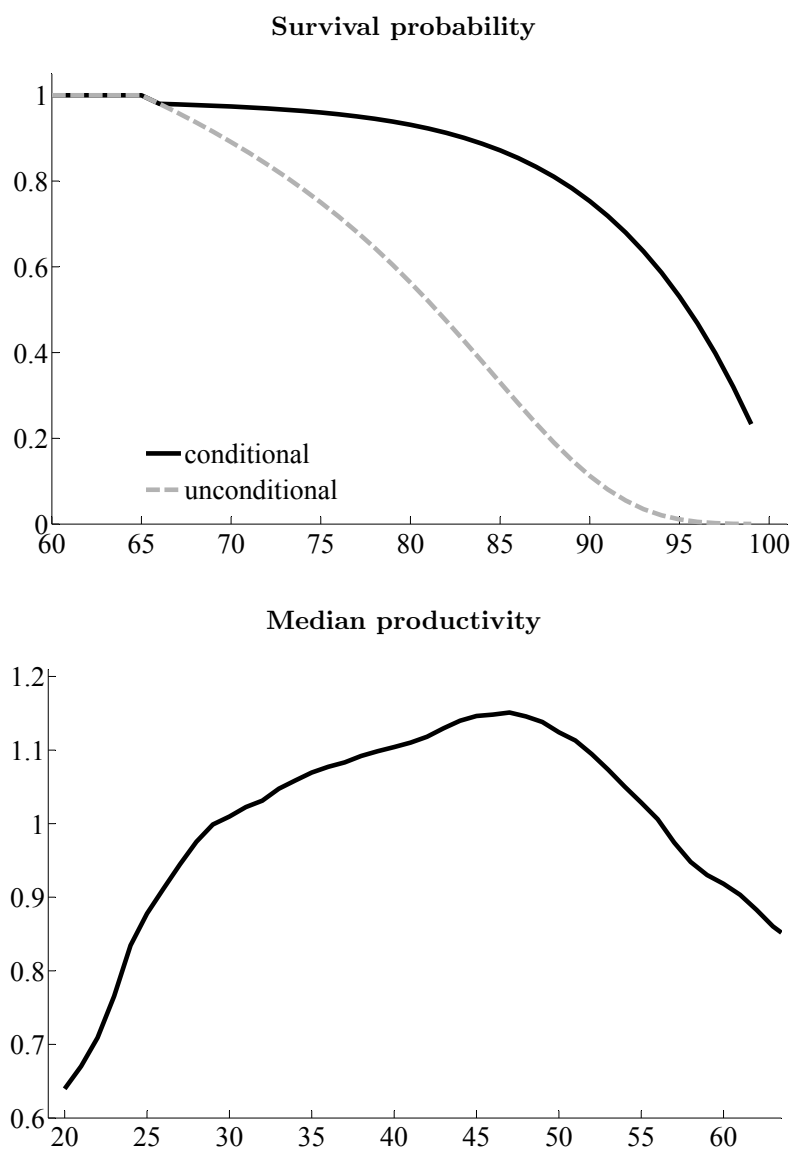 Survival probability
1
0.8
0.6
0.4
0.2
0
conditional
unconditional
60 65 70 75 80 85 90 95 100
Median productivity
1.2
1.1
1
0.9
0.8
0.7
0.6
20 25 30 35 40 45 50 55 60